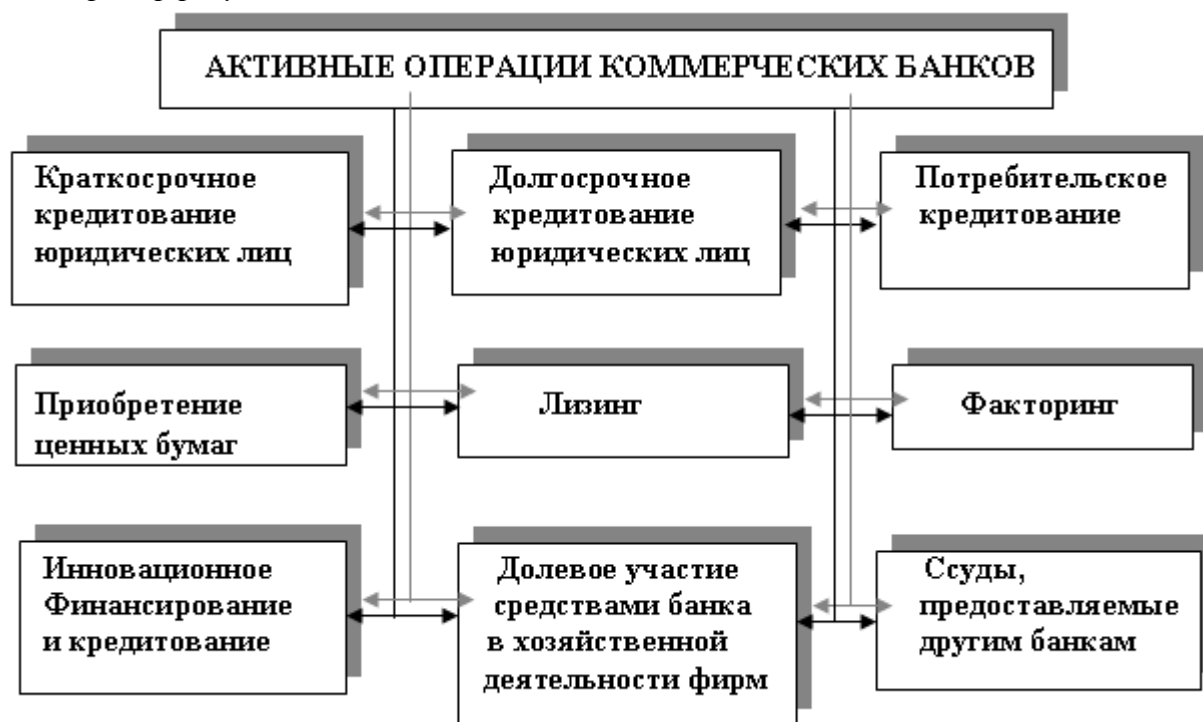 АКТИВНЫЕ ОПЕРАЦИИ КОММЕРЧЕСКИХ БАНКОВ
Краткосрочное
кредитование
юридических лиц
Долгосрочное
кредитование
юридических лиц
Потребительское
кредитование
Приобретение
ценных бумаг
Лизинг
Факторинг
Инновационное
Финансирование
и кредитование
Долевое участие
средствами банка
в хозяйственной
деятельности фирм
Ссуды,
предоставляемые
другим банкам